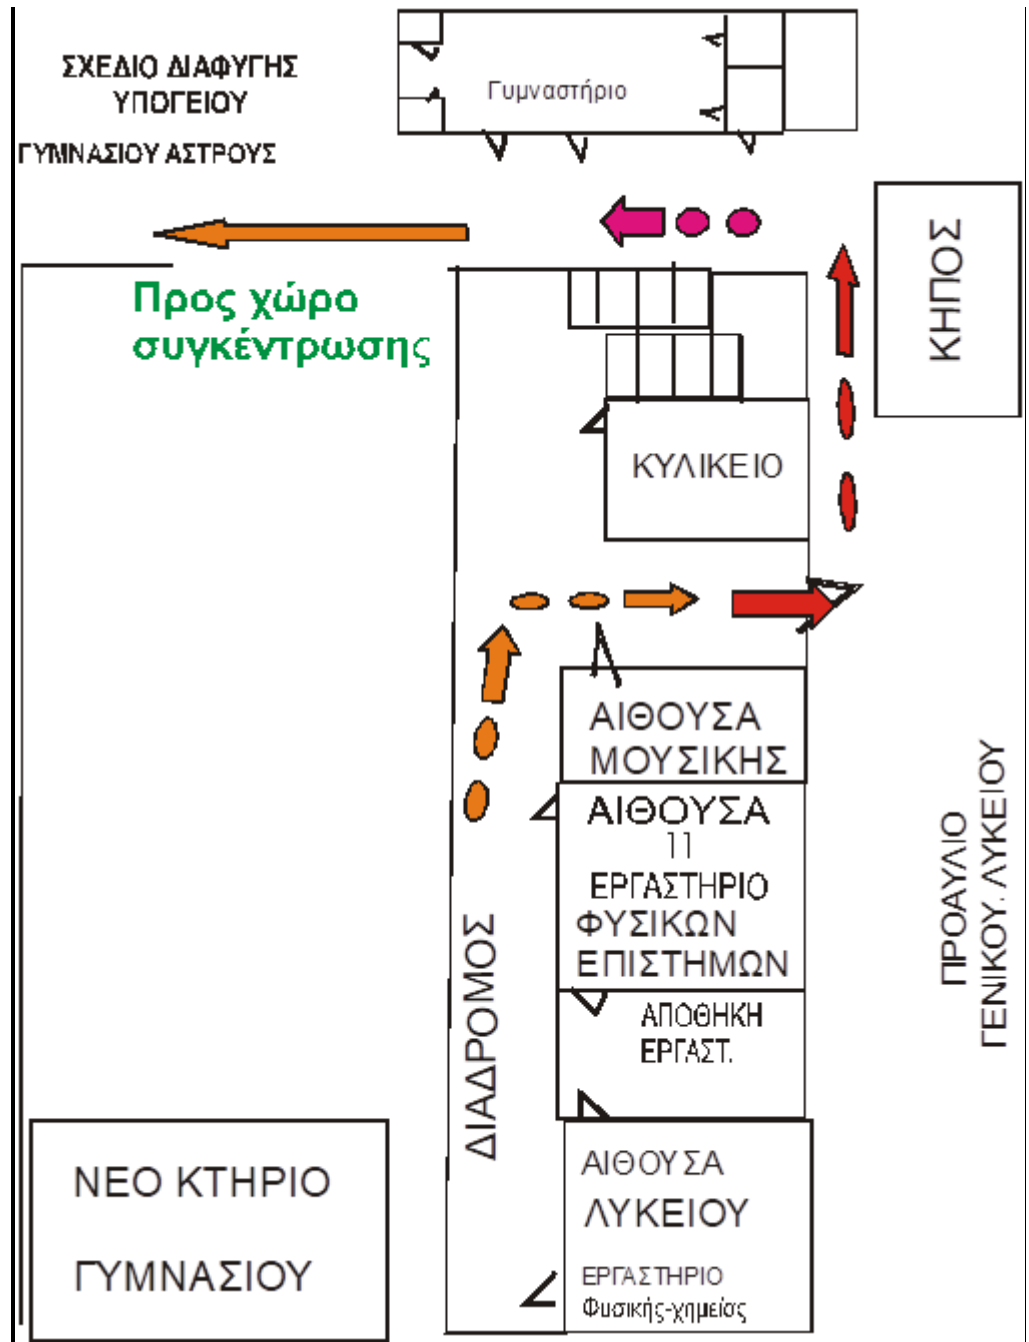 ΣΧΕΔΙΟ ΔΙΑΦΥΓΗΣ
ΥΠΟΓΕΙΟΥ
ΓΥΜΝΑΣΙΟΥ ΑΣΤΡΟΥΣ
Γυμναστήριο
ΚΗΠΟΣ
Προς χώρο
συγκέντρωσης
ΚΥΛΙΚΕΙΟ
ΑΙΘΟΥΣΑ
ΜΟΥΣΙΚΗΣ
ΑΙΘΟΥΣΑ
11
ΕΡΓΑΣΤΗΡΙΟ
ΦΥΣΙΚΩΝ
ΕΠΙΣΤΗΜΩΝ
ΑΠΟΘΗΚΗ
ΕΡΓΑΣΤ.
ΔΙΑΔΡΟΜΟΣ
ΠΡΟΑΥΛΙΟ
ΓΕΝΙΚΟΥ. ΛΥΚΕΙΟΥ
ΝΕΟ ΚΤΗΡΙΟ
ΓΥΜΝΑΣΙΟΥ
ΑΙΘΟΥΣΑ
ΛΥΚΕΙΟΥ
ΕΡΓΑΣΤΗΡΙΟ
Φυσικής-χημείας